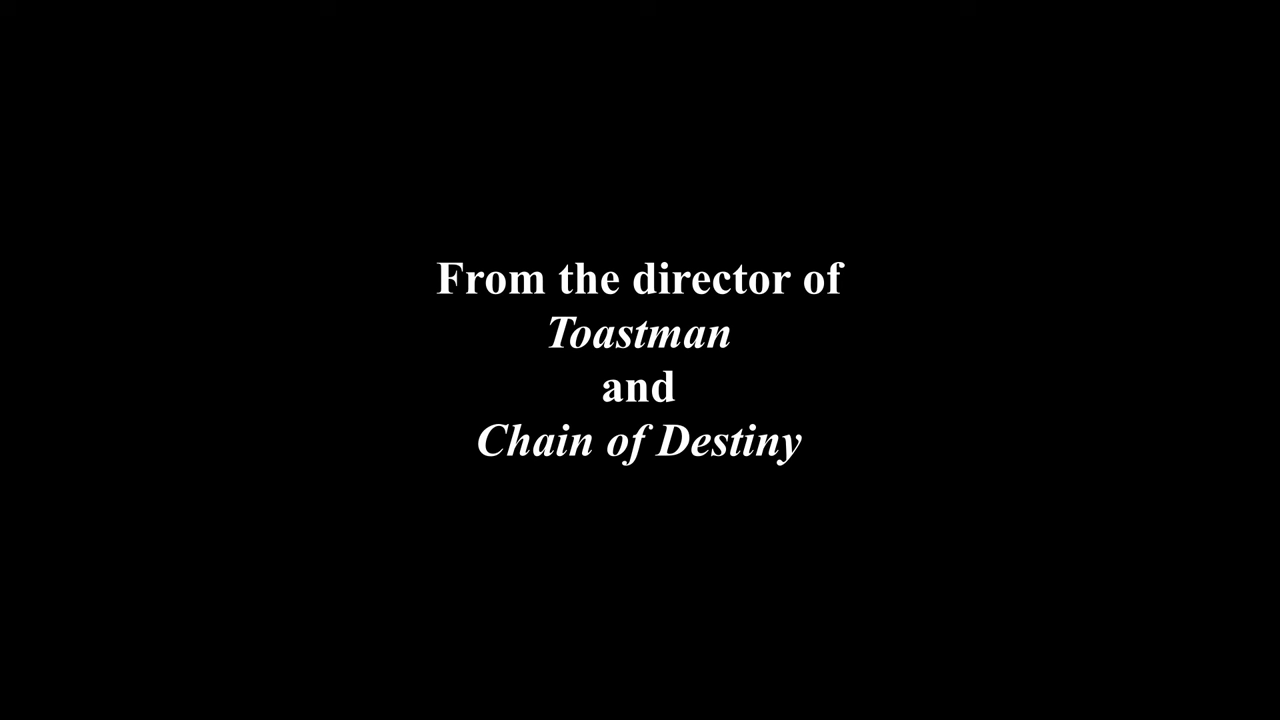 From the director of
Toastman
and
Chain of Destiny